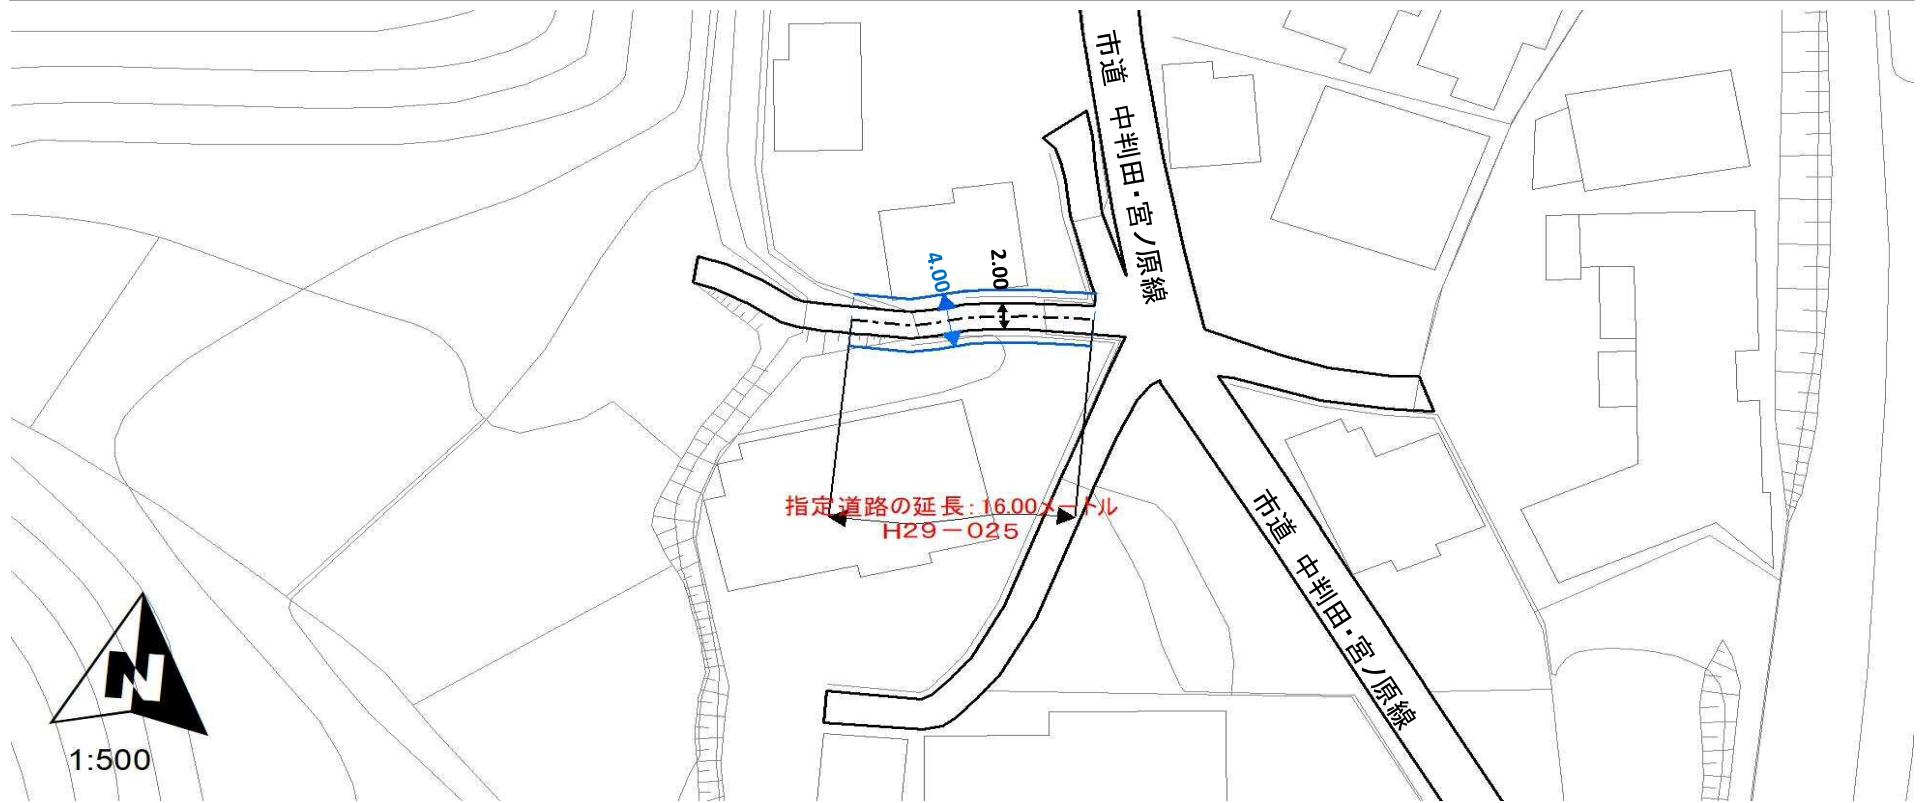 市道 中判田・宮ノ原線
4.00
2.00
指定道路の延長:16.00メートル
H29-025
市道 中判田・宮ノ原線
N
1:500